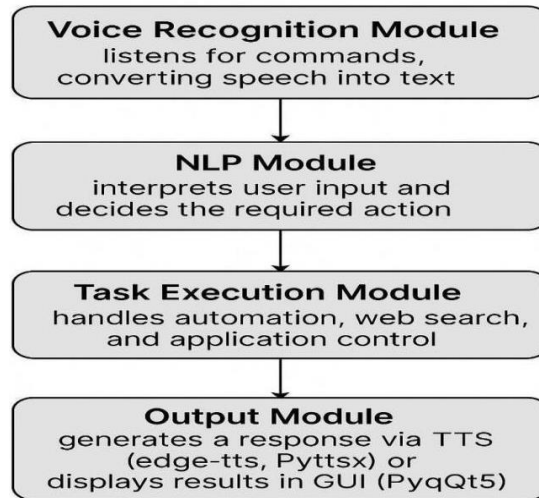 Voice Recognition Module
listens for commands,
converting speech into text
NLP Module
interprets user input and
decides the required action
Task Execution Module
handles automation, web search,
and application control
Output Module
generates a response via TTS
(edge-tts, Pyttsx) or
displays results in GUI (PyqQt5)